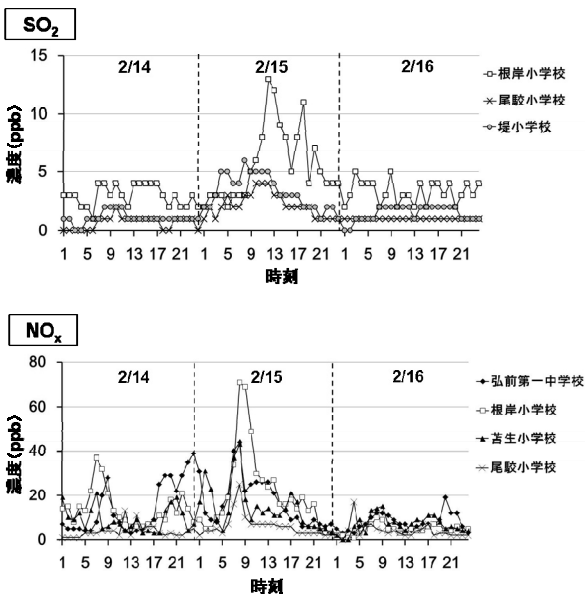 SO2
15
10
5
0
濃度(ppb)
2/14
2/15
2/16
1 5 9 13 17 21 1 5 9 13 17 21 1 5 9 13 17 21
時刻
根岸小学校
尾駮小学校
堤小学校
NOx
80
60
40
20
0
濃度(ppb)
2/14
2/15
2/16
1 5 9 13 17 21 1 5 9 13 17 21 1 5 9 13 17 21
時刻
弘前第一中学校
根岸小学校
苫生小学校
尾駮小学校